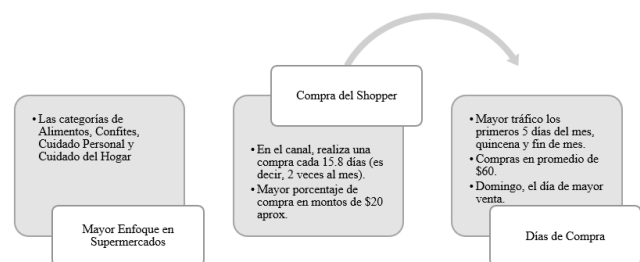 • Las categorías de
Alimentos, Confites,
Cuidado Personal y
Cuidado del Hogar
Mayor Enfoque en
Supermercados
Compra del Shopper
• En el canal, realiza una
compra cada 15.8 días (es
decir, 2 veces al mes).
• Mayor porcentaje de
compra en montos de $20
aprox.
• Mayor tráfico los
primeros 5 días del mes,
quincena y fin de mes.
• Compras en promedio de
$60.
• Domingo, el día de mayor
venta.
Días de Compra